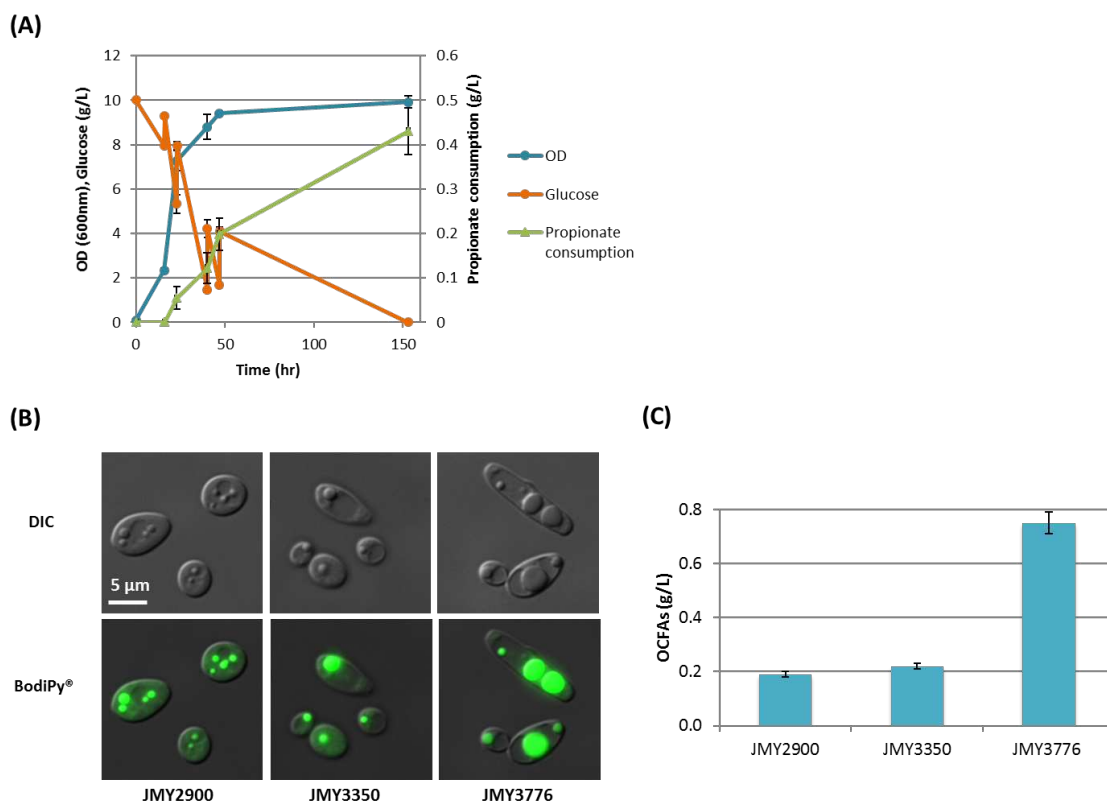 (A)
12
10
8
6
4
2
0
OD (600nm), Glucose (g/L)
0.6
0.5
0.4
0.3
0.2
0.1
0
Propionate consumption (g/L)
0
50
100
150
Time (hr)
OD
Glucose
Propionate
consumption
(B)
DIC
5 µm
BodiPy®
JMY2900
JMY3350
JMY3776
(C)
0.8
0.6
0.4
0.2
0.0
OCFAs (g/L)
JMY2900
JMY3350
JMY3776